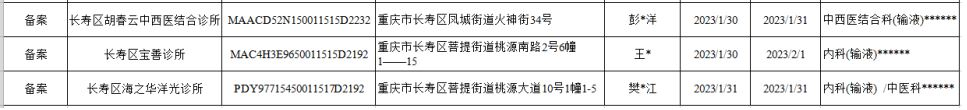 备案 长寿区胡春云中西医结合诊所 MAACD52N150011515D2232 重庆市长寿区凤城街道火神街34号 彭*洋 2023/1/30 2023/1/31 中西医结合科(输液)******
备案 长寿区宝善诊所 MAC4H3E9650011515D2192 重庆市长寿区菩提街道桃源南路2号6幢
1——15 王* 2023/1/30 2023/2/1 内科(输液)******
备案 长寿区海之华洋光诊所 PDY97715450011517D2192 重庆市长寿区菩提街道桃源大道10号1幢1-5 樊*江 2023/1/31 2023/1/31 内科(输液) /中医科******